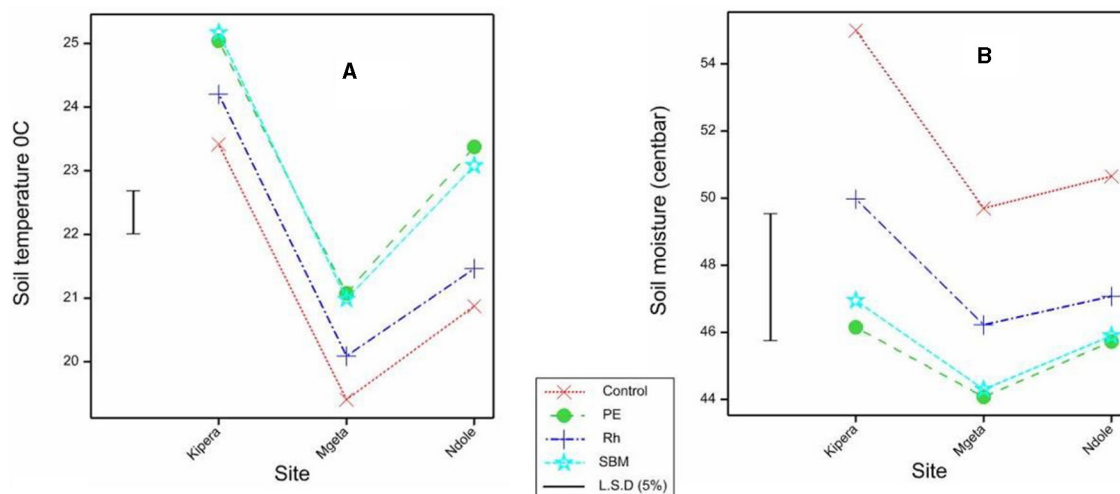 A
Soil temperature 0C
25
24
23
22
21
20
Kipera
Mgeta
Ndole
Site
B
Soil moisture (centbar)
54
52
50
48
46
44
Kipera
Mgeta
Ndole
Site
Control
PE
Rh
SBM
L.S.D (5%)